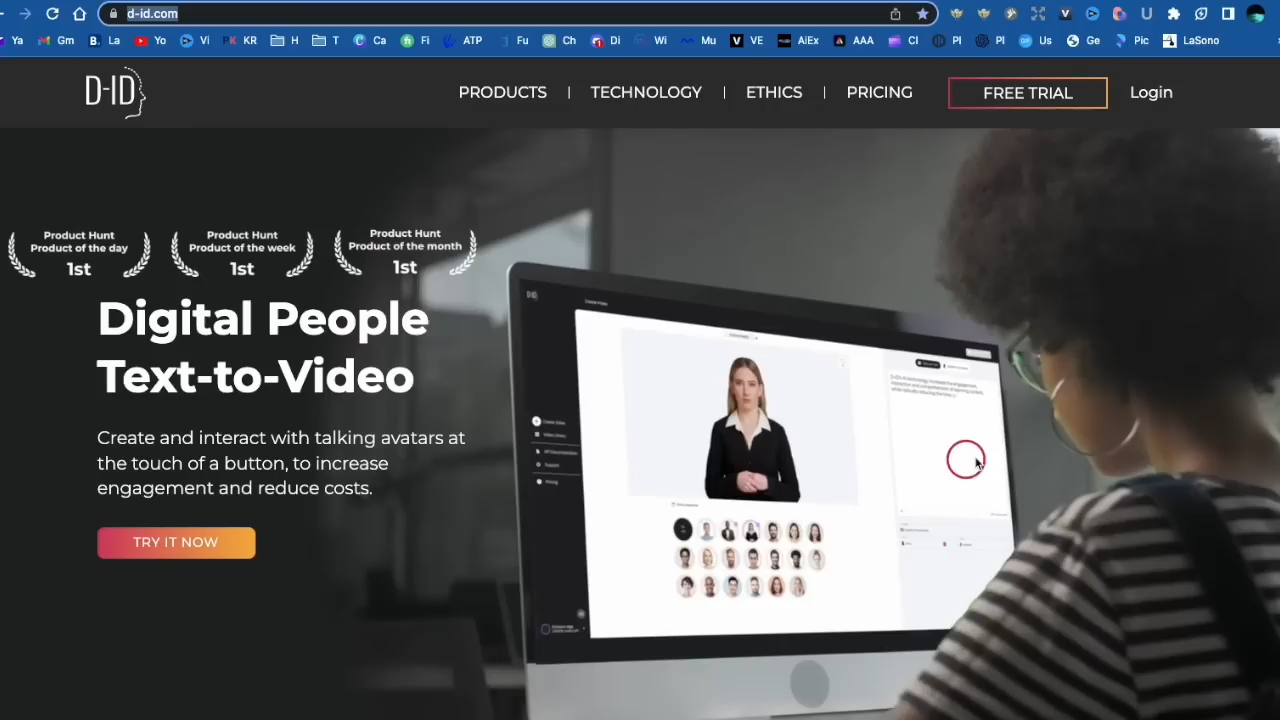 d-id.com
Ya Gm La Yo Vi KR H T Ca Fi ATP Fu Ch Di Wi Mu VE AiEx AAA CI PI PI Us Ge Pic LaSono
D-ID
PRODUCTS | TECHNOLOGY | ETHICS | PRICING
FREE TRIAL
Login
Product Hunt
Product of the day
1st
Product Hunt
Product of the week
1st
Product Hunt
Product of the month
1st
Digital People
Text-to-Video
Create and interact with talking avatars at
the touch of a button, to increase
engagement and reduce costs.
TRY IT NOW